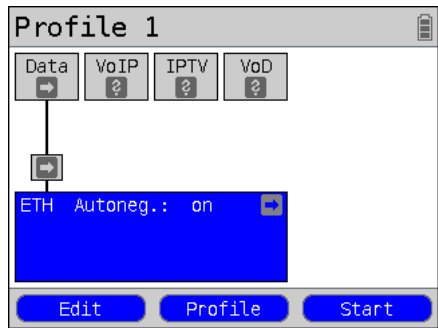 Profile 1
Data VoIP IPTV VoD
? ? ?
ETH Autoneg.: on
Edit Profile Start